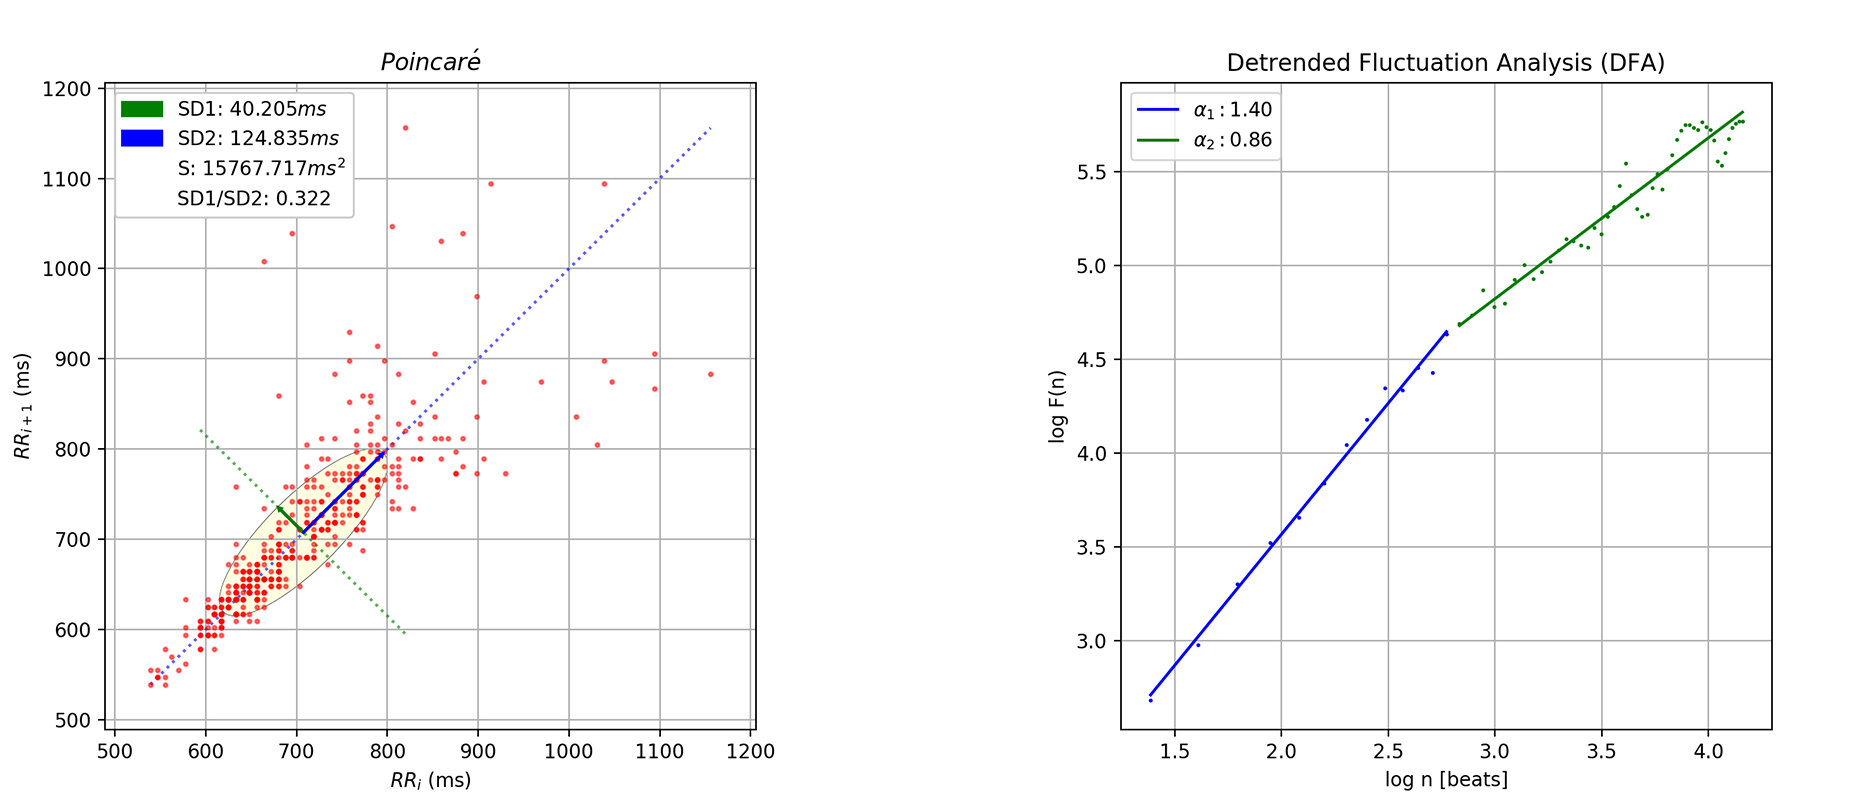 Poincaré
SD1: 40.205ms
SD2: 124.835ms
S: 15767.717ms²
SD1/SD2: 0.322
1200
1100
1000
900
800
700
600
500
RRᵢ₊₁ (ms)
500 600 700 800 900 1000 1100 1200
RRᵢ (ms)
Detrended Fluctuation Analysis (DFA)
α₁ : 1.40
α₂ : 0.86
5.5
5.0
4.5
4.0
3.5
3.0
log F(n)
1.5 2.0 2.5 3.0 3.5 4.0
log n [beats]